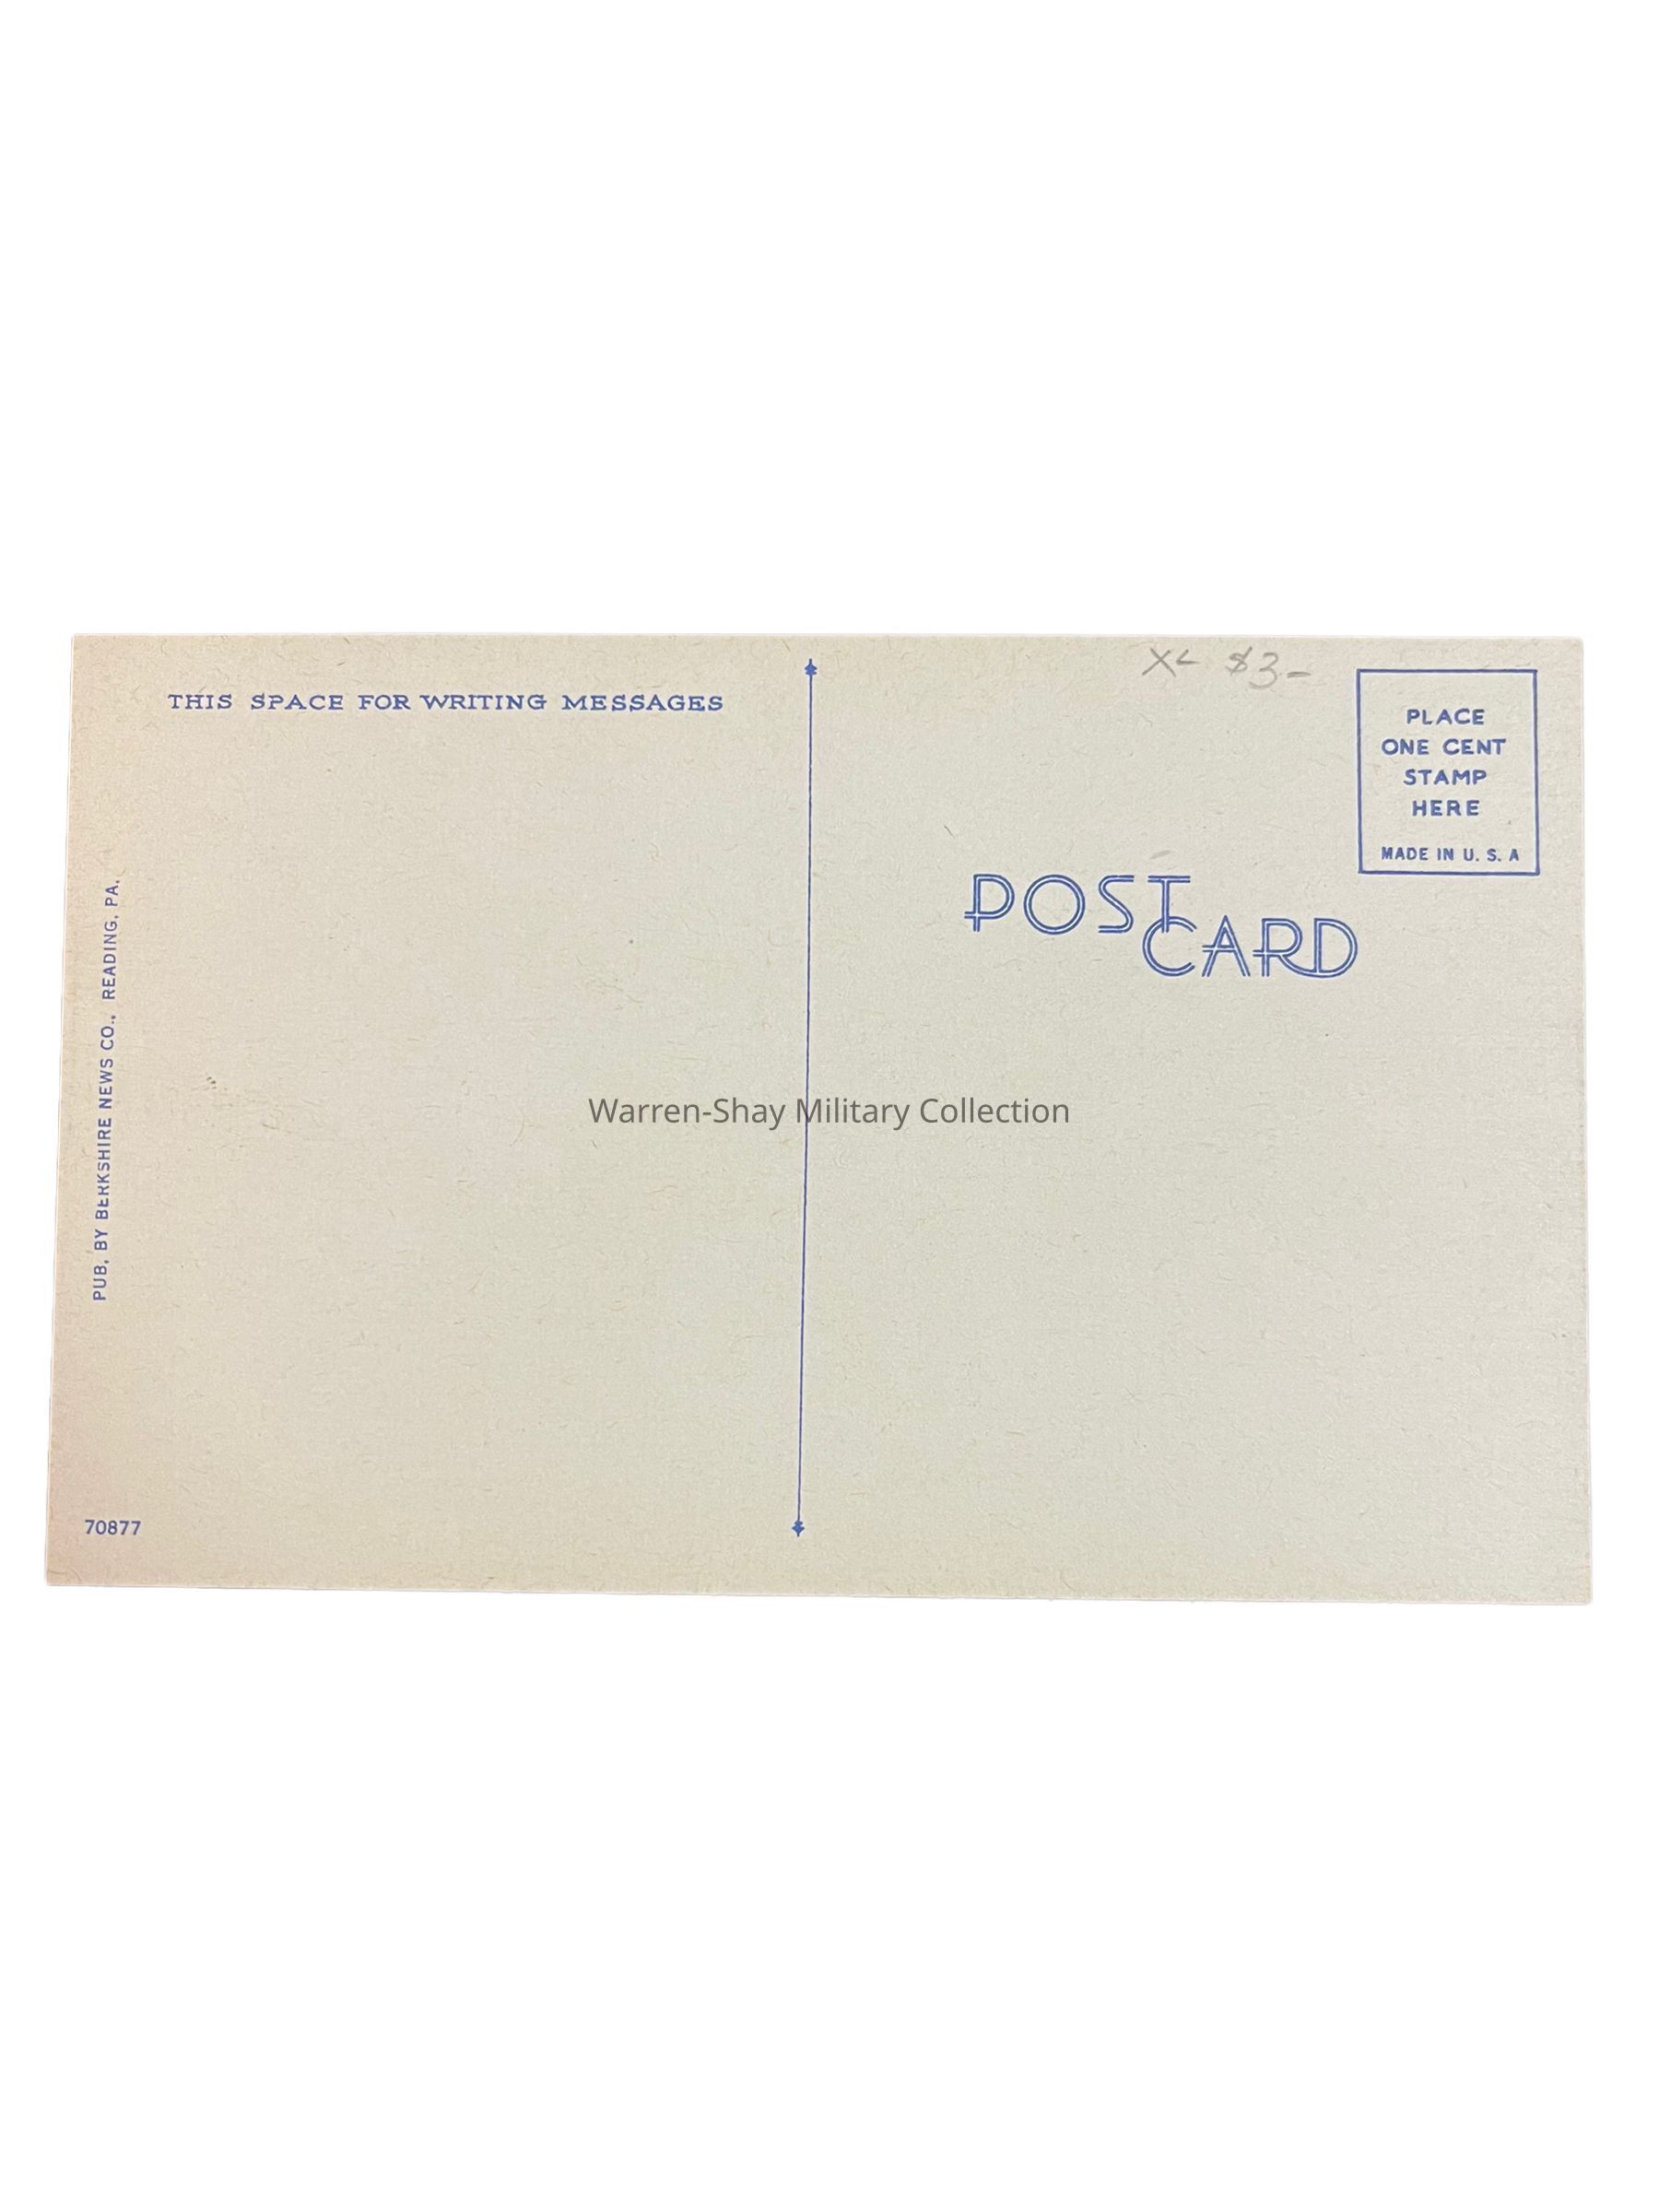 XL $3-
THIS SPACE FOR WRITING MESSAGES
PLACE
ONE CENT
STAMP
HERE
MADE IN U. S. A
POST
CARD
PUB. BY BERKSHIRE NEWS CO., READING, PA.
Warren-Shay Military Collection
70877